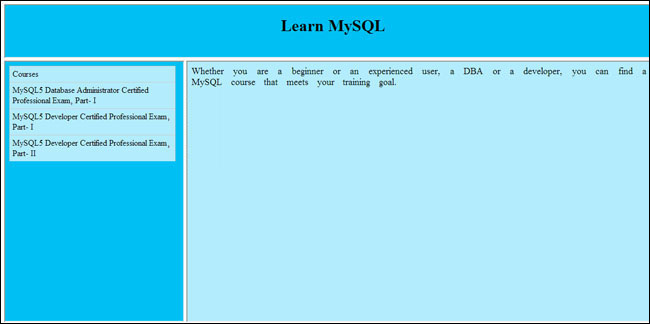 Learn MySQL
Courses
MySQL5 Database Administrator Certified
Professional Exam, Part- I
MySQL5 Developer Certified Professional Exam,
Part- I
MySQL5 Developer Certified Professional Exam,
Part- II
Whether you are a beginner or an experienced user, a DBA or a developer, you can find a
MySQL course that meets your training goal.